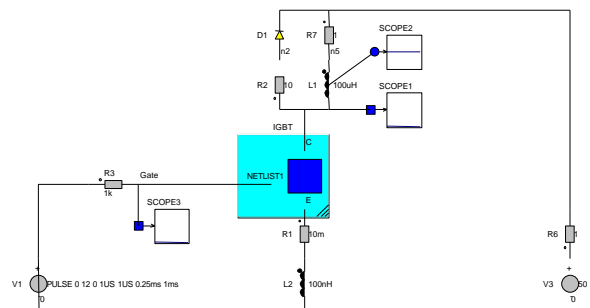 SCOPE2
D1
R7
1
n2
n5
R2
10
L1
100uH
SCOPE1
IGBT
C
NETLIST1
E
R3
1k
Gate
SCOPE3
R1
10m
R6
1
L2
100nH
V1
PULSE 0 12 0 1US 1US 0.25ms 1ms
0
V3
50
0